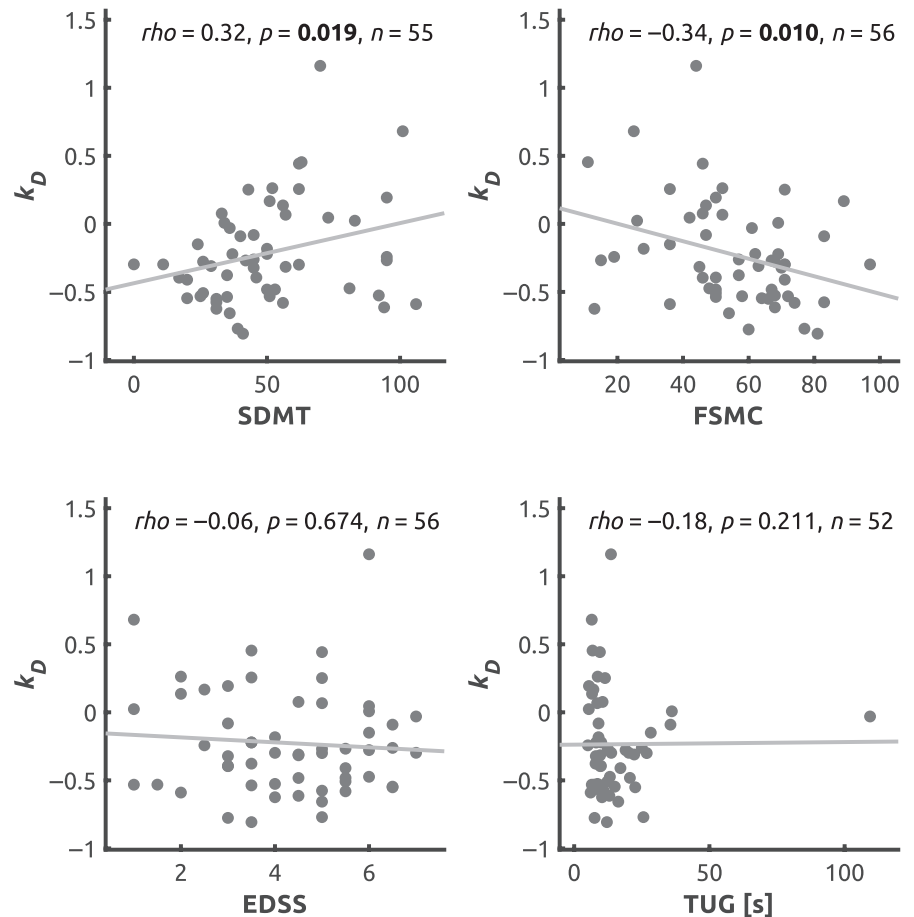 rho = 0.32, p = 0.019, n = 55
1.5
1
0.5
0
−0.5
−1
k_D
0 50 100
SDMT
rho = −0.34, p = 0.010, n = 56
1.5
1
0.5
0
−0.5
−1
k_D
20 40 60 80 100
FSMC
rho = −0.06, p = 0.674, n = 56
1.5
1
0.5
0
−0.5
−1
k_D
2 4 6
EDSS
rho = −0.18, p = 0.211, n = 52
1.5
1
0.5
0
−0.5
−1
k_D
0 50 100
TUG [s]